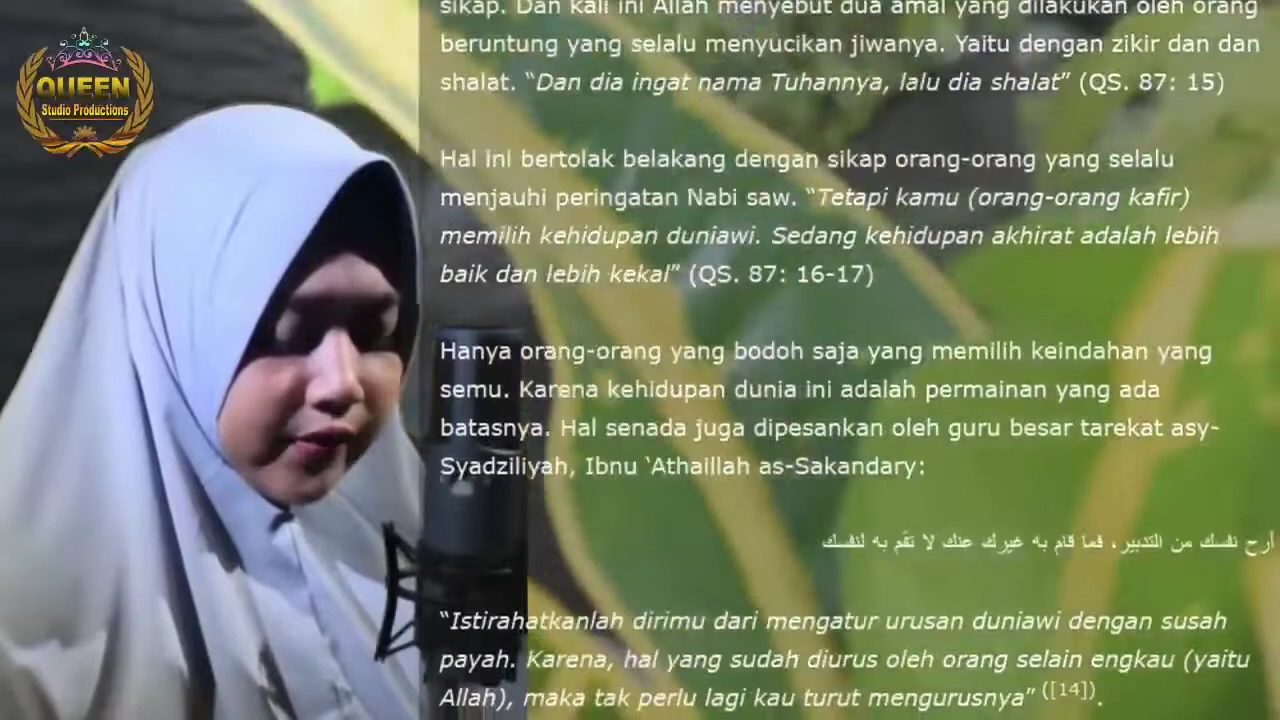 QUEEN
Studio Productions
sikap. Dan kali ini Allah menyebut dua amal yang dilakukan oleh orang
beruntung yang selalu menyucikan jiwanya. Yaitu dengan zikir dan dan
shalat. “Dan dia ingat nama Tuhannya, lalu dia shalat” (QS. 87: 15)
Hal ini bertolak belakang dengan sikap orang-orang yang selalu
menjauhi peringatan Nabi saw. “Tetapi kamu (orang-orang kafir)
memilih kehidupan duniawi. Sedang kehidupan akhirat adalah lebih
baik dan lebih kekal” (QS. 87: 16-17)
Hanya orang-orang yang bodoh saja yang memilih keindahan yang
semu. Karena kehidupan dunia ini adalah permainan yang ada
batasnya. Hal senada juga dipesankan oleh guru besar tarekat asy-
Syadziliyah, Ibnu ‘Athaillah as-Sakandary:
أرح نفسك من التدبير، فما قام به غيرك عنك لا تقم به لنفسك
“Istirahatkanlah dirimu dari mengatur urusan duniawi dengan susah
payah. Karena, hal yang sudah diurus oleh orang selain engkau (yaitu
Allah), maka tak perlu lagi kau turut mengurusnya” ([14]).